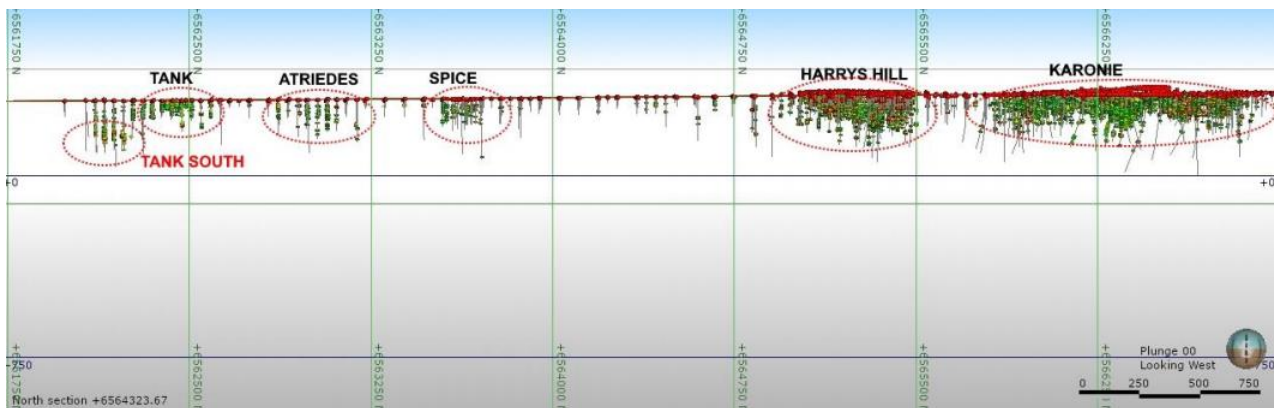 +6561750 N
+6562500 N
+6563250 N
+6564000 N
+6564750 N
+6565500 N
+6566250 N
TANK
ATRIEDES
SPICE
HARRYS HILL
KARONIE
TANK SOUTH
+0
+0
-750
750
Plunge 00
Looking West
0 250 500 750
North section +6564323.67